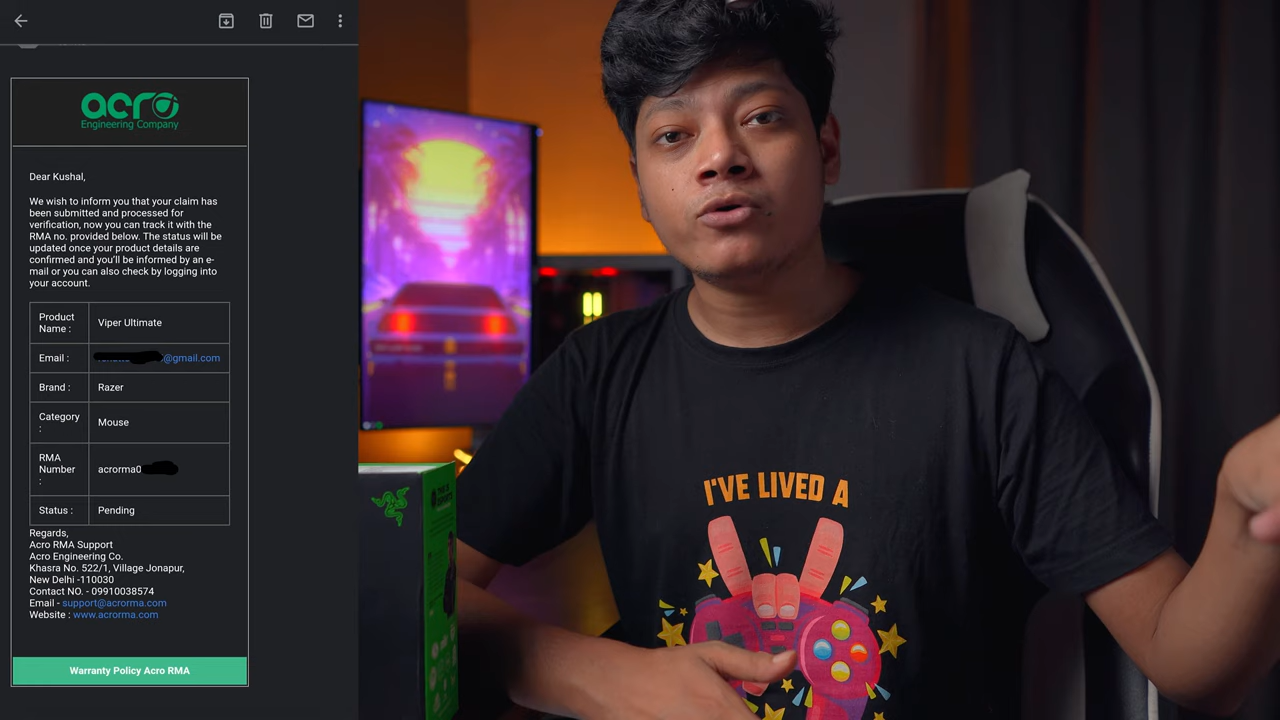 acro
Engineering Company
Dear Kushal,
We wish to inform you that your claim has
been submitted and processed for
verification, now you can track it with the
RMA no. provided below. The status will be
updated once your product details are
confirmed and you'll be informed by an e-
mail or you can also check by logging into
your account.
Product Name : Viper Ultimate
Email : @gmail.com
Brand : Razer
Category : Mouse
RMA Number : acrorma0
Status : Pending
Regards,
Acro RMA Support
Acro Engineering Co.
Khasra No. 522/1, Village Jonapur,
New Delhi -110030
Contact NO. - 09910038574
Email - support@acrorma.com
Website : www.acrorma.com
Warranty Policy Acro RMA
I'VE LIVED A